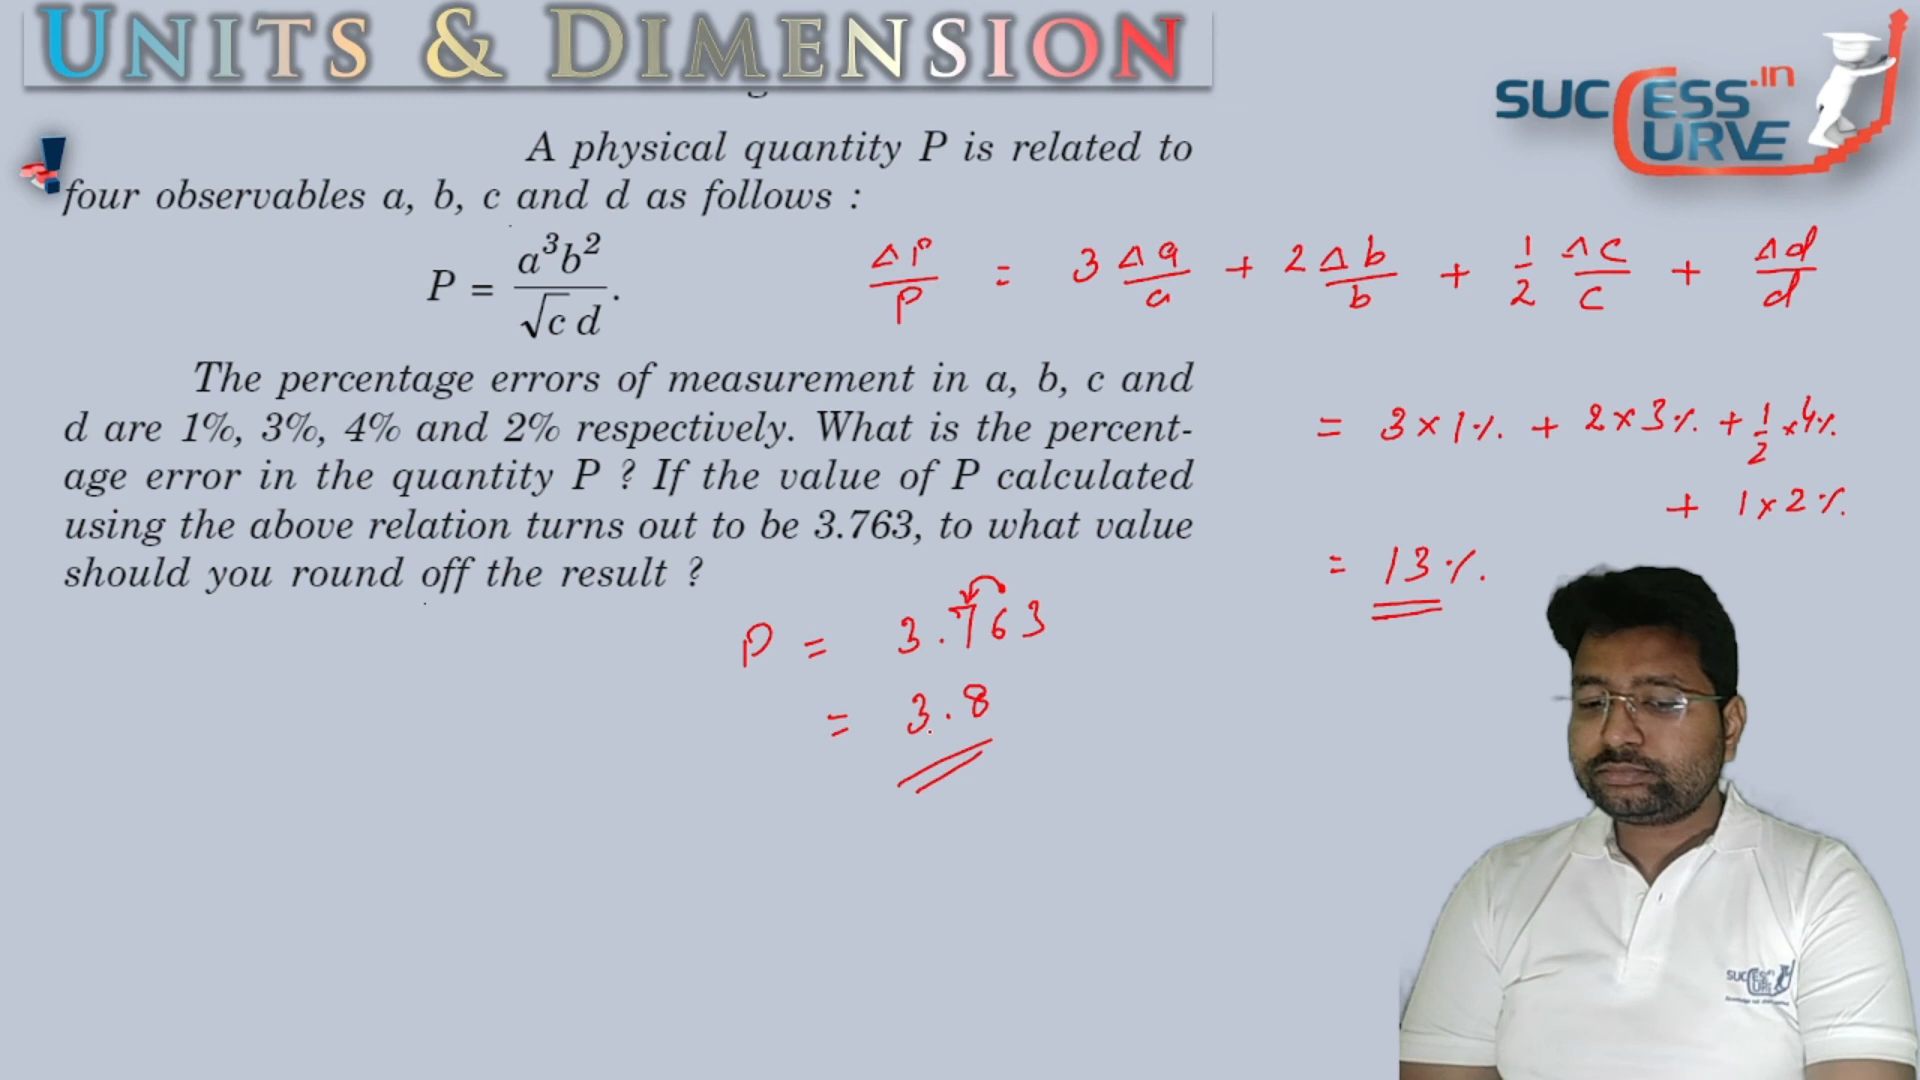 UNITS & DIMENSION
SUCCESS.in
CURVE
A physical quantity P is related to
four observables a, b, c and d as follows :
P = a³b² / √c d .
ΔP/P = 3 Δa/a + 2 Δb/b + 1/2 Δc/c + Δd/d
The percentage errors of measurement in a, b, c and
d are 1%, 3%, 4% and 2% respectively. What is the percent-
age error in the quantity P ? If the value of P calculated
using the above relation turns out to be 3.763, to what value
should you round off the result ?
= 3 × 1% + 2 × 3% + 1/2 × 4%
+ 1 × 2%
= 13%
P = 3.763
= 3.8
SUCCESS.in
CURVE